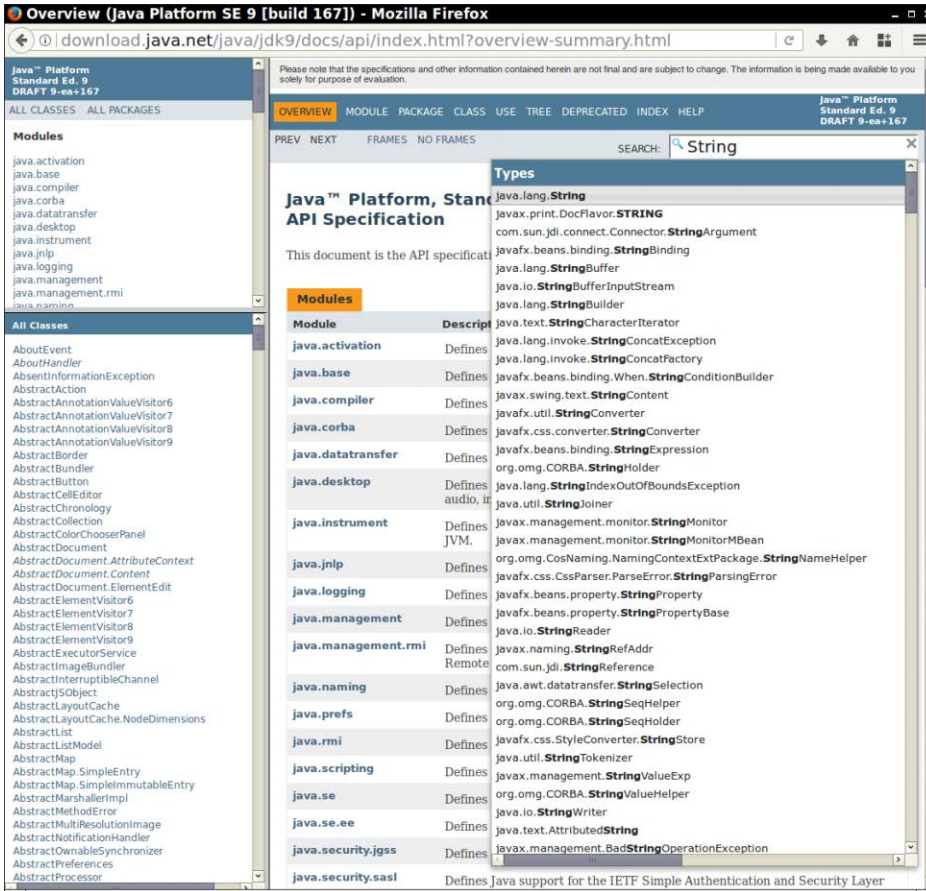 Overview (Java Platform SE 9 [build 167]) - Mozilla Firefox
download.java.net/java/jdk9/docs/api/index.html?overview-summary.html
Java™ Platform
Standard Ed. 9
DRAFT 9-ea+167
ALL CLASSES ALL PACKAGES
Modules
java.activation
java.base
java.compiler
java.corba
java.datatransfer
java.desktop
java.instrument
java.jnlp
java.logging
java.management
java.management.rmi
java.naming
All Classes
AboutEvent
AboutHandler
AbsentInformationException
AbstractAction
AbstractAnnotationValueVisitor6
AbstractAnnotationValueVisitor7
AbstractAnnotationValueVisitor8
AbstractAnnotationValueVisitor9
AbstractBorder
AbstractBundler
AbstractButton
AbstractCellEditor
AbstractChronology
AbstractCollection
AbstractColorChooserPanel
AbstractDocument
AbstractDocument.AttributeContext
AbstractDocument.Content
AbstractDocument.ElementEdit
AbstractElementVisitor6
AbstractElementVisitor7
AbstractElementVisitor8
AbstractElementVisitor9
AbstractExecutorService
AbstractImageBundler
AbstractInterruptibleChannel
AbstractJSObject
AbstractLayoutCache
AbstractLayoutCache.NodeDimensions
AbstractList
AbstractListModel
AbstractMap
AbstractMap.SimpleEntry
AbstractMap.SimpleImmutableEntry
AbstractMarshallerImpl
AbstractMethodError
AbstractMultiResolutionImage
AbstractNotificationHandler
AbstractOwnableSynchronizer
AbstractPreferences
AbstractProcessor
Please note that the specifications and other information contained herein are not final and are subject to change. The information is being made available to you
solely for purpose of evaluation.
OVERVIEW MODULE PACKAGE CLASS USE TREE DEPRECATED INDEX HELP
Java™ Platform
Standard Ed. 9
DRAFT 9-ea+167
PREV NEXT FRAMES NO FRAMES
SEARCH: String
Java™ Platform, Stand
API Specification
This document is the API specificati
Modules
Module Descript
java.activation Defines
java.base Defines
java.compiler Defines
java.corba Defines
java.datatransfer Defines
java.desktop Defines
audio, in
java.instrument Defines
JVM.
java.jnlp Defines
java.logging Defines
java.management Defines
java.management.rmi Defines
Remote
java.naming Defines
java.prefs Defines
java.rmi Defines
java.scripting Defines
java.se Defines
java.se.ee Defines
java.security.jgss Defines
java.security.sasl Defines Java support for the IETF Simple Authentication and Security Layer
Types
java.lang.String
javax.print.DocFlavor.STRING
com.sun.jdi.connect.Connector.StringArgument
javafx.beans.binding.StringBinding
java.lang.StringBuffer
java.io.StringBufferInputStream
java.lang.StringBuilder
java.text.StringCharacterIterator
java.lang.invoke.StringConcatException
java.lang.invoke.StringConcatFactory
javafx.beans.binding.When.StringConditionBuilder
javax.swing.text.StringContent
javafx.util.StringConverter
javafx.css.converter.StringConverter
javafx.beans.binding.StringExpression
org.omg.CORBA.StringHolder
java.lang.StringIndexOutOfBoundsException
java.util.StringJoiner
javax.management.monitor.StringMonitor
javax.management.monitor.StringMonitorMBean
org.omg.CosNaming.NamingContextExtPackage.StringNameHelper
javafx.css.CssParser.ParseError.StringParsingError
javafx.beans.property.StringProperty
javafx.beans.property.StringPropertyBase
java.io.StringReader
javax.naming.StringRefAddr
com.sun.jdi.StringReference
java.awt.datatransfer.StringSelection
org.omg.CORBA.StringSeqHelper
org.omg.CORBA.StringSeqHolder
javafx.css.StyleConverter.StringStore
java.util.StringTokenizer
javax.management.StringValueExp
org.omg.CORBA.StringValueHelper
java.io.StringWriter
java.text.AttributedString
javax.management.BadStringOperationException